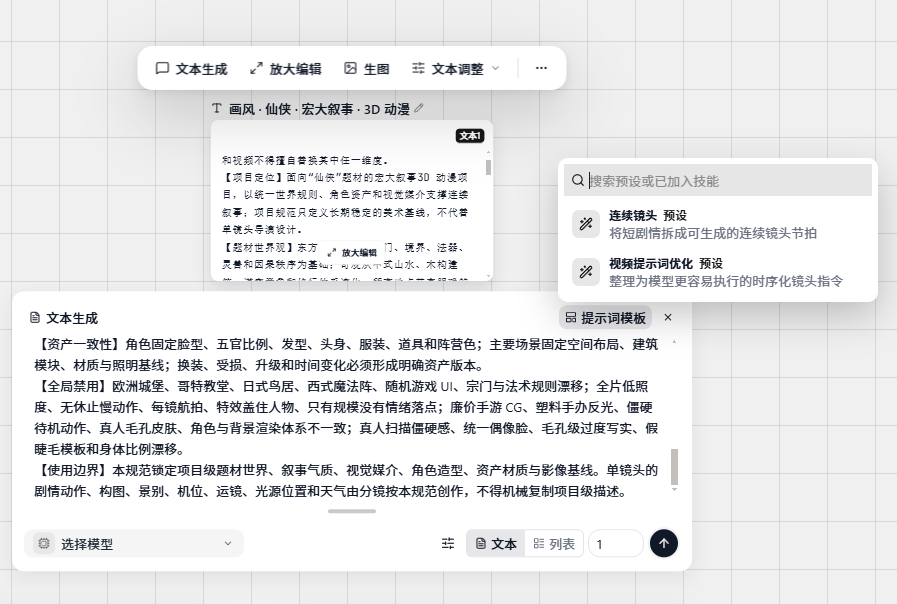 文本生成 放大编辑 生图 文本调整 ···
画风 · 仙侠 · 宏大叙事 · 3D 动漫
文本1
和视频不得擅自替换其中任一维度。
【项目定位】面向“仙侠”题材的宏大叙事3D 动漫项
目，以统一世界规则、角色资产和视觉媒介支撑连续
叙事；项目规范只定义长期稳定的美术基线，不代替
单镜头导演设计。
【题材世界观】东方
门、境界、法器、
放大编辑
灵兽和因果秩序为基础；
式山水、木构建
搜索预设或已加入技能
连续镜头 预设
将短剧情拆成可生成的连续镜头节拍
视频提示词优化 预设
整理为模型更容易执行的时序化镜头指令
文本生成 提示词模板 ×
【资产一致性】角色固定脸型、五官比例、发型、头身、服装、道具和阵营色；主要场景固定空间布局、建筑
模块、材质与照明基线；换装、受损、升级和时间变化必须形成明确资产版本。
【全局禁用】欧洲城堡、哥特教堂、日式鸟居、西式魔法阵、随机游戏 UI、宗门与法术规则漂移；全片低照
度、无休止慢动作、每镜航拍、特效盖住人物、只有规模没有情绪落点；廉价手游 CG、塑料手办反光、僵硬
待机动作、真人毛孔皮肤、角色与背景渲染体系不一致；真人扫描僵硬感、统一偶像脸、毛孔级过度写实、假
睫毛模板和身体比例漂移。
【使用边界】本规范锁定项目级题材世界、叙事气质、视觉媒介、角色造型、资产材质与影像基线。单镜头的
剧情动作、构图、景别、机位、运镜、光源位置和天气由分镜按本规范创作，不得机械复制项目级描述。
选择模型 文本 列表 1